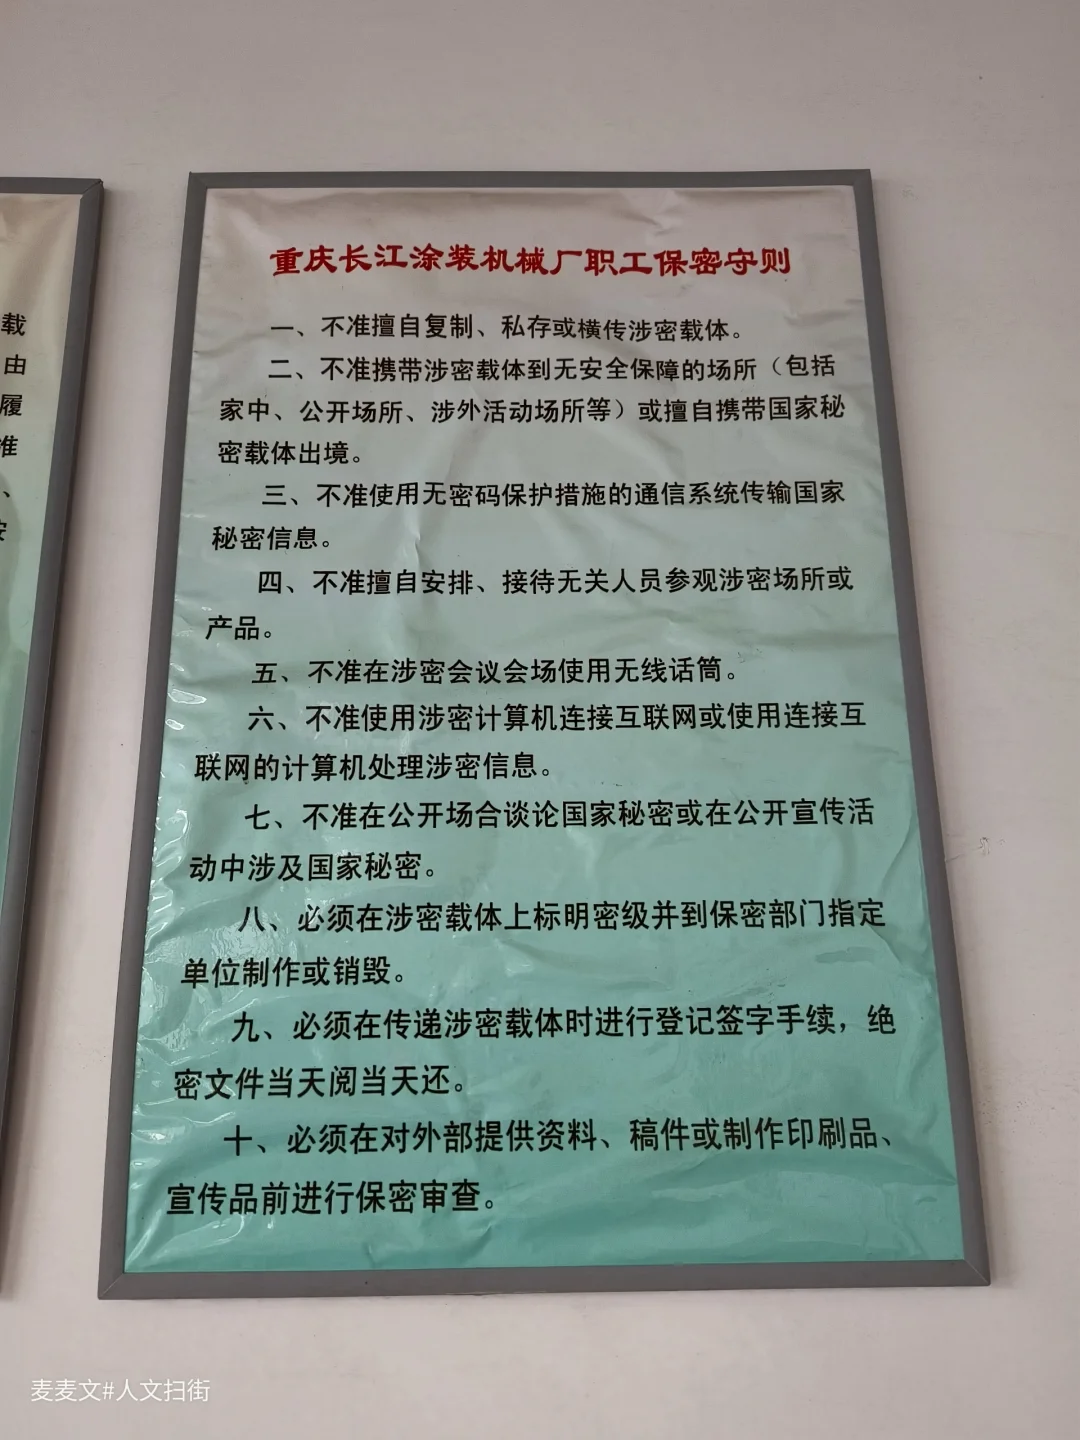 重庆长江涂装机械厂职工保密守则
一、不准擅自复制、私存或横传涉密载体。
二、不准携带涉密载体到无安全保障的场所（包括
家中、公开场所、涉外活动场所等）或擅自携带国家秘
密载体出境。
三、不准使用无密码保护措施的通信系统传输国家
秘密信息。
四、不准擅自安排、接待无关人员参观涉密场所或
产品。
五、不准在涉密会议会场使用无线话筒。
六、不准使用涉密计算机连接互联网或使用连接互
联网的计算机处理涉密信息。
七、不准在公开场合谈论国家秘密或在公开宣传活
动中涉及国家秘密。
八、必须在涉密载体上标明密级并到保密部门指定
单位制作或销毁。
九、必须在传递涉密载体时进行登记签字手续，绝
密文件当天阅当天还。
十、必须在对外部提供资料、稿件或制作印刷品、
宣传品前进行保密审查。
载
由
履
准
、
麦麦文#人文扫街